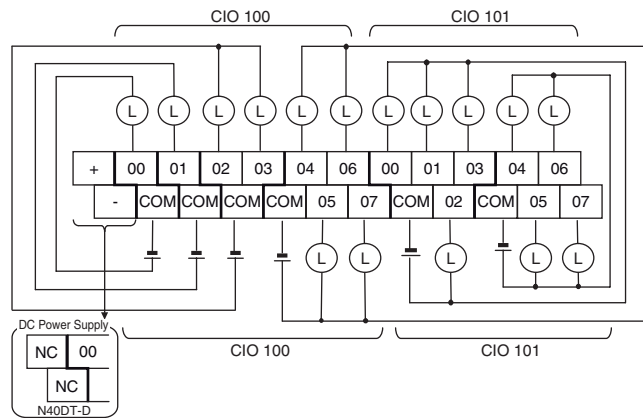 CIO 100 CIO 101
L L L L L L L L L L L
+ 00 01 02 03 04 06 00 01 03 04 06
- COM COM COM COM 05 07 COM 02 COM 05 07
L L L L L
DC Power Supply
CIO 100 CIO 101
NC 00
NC
N40DT-D